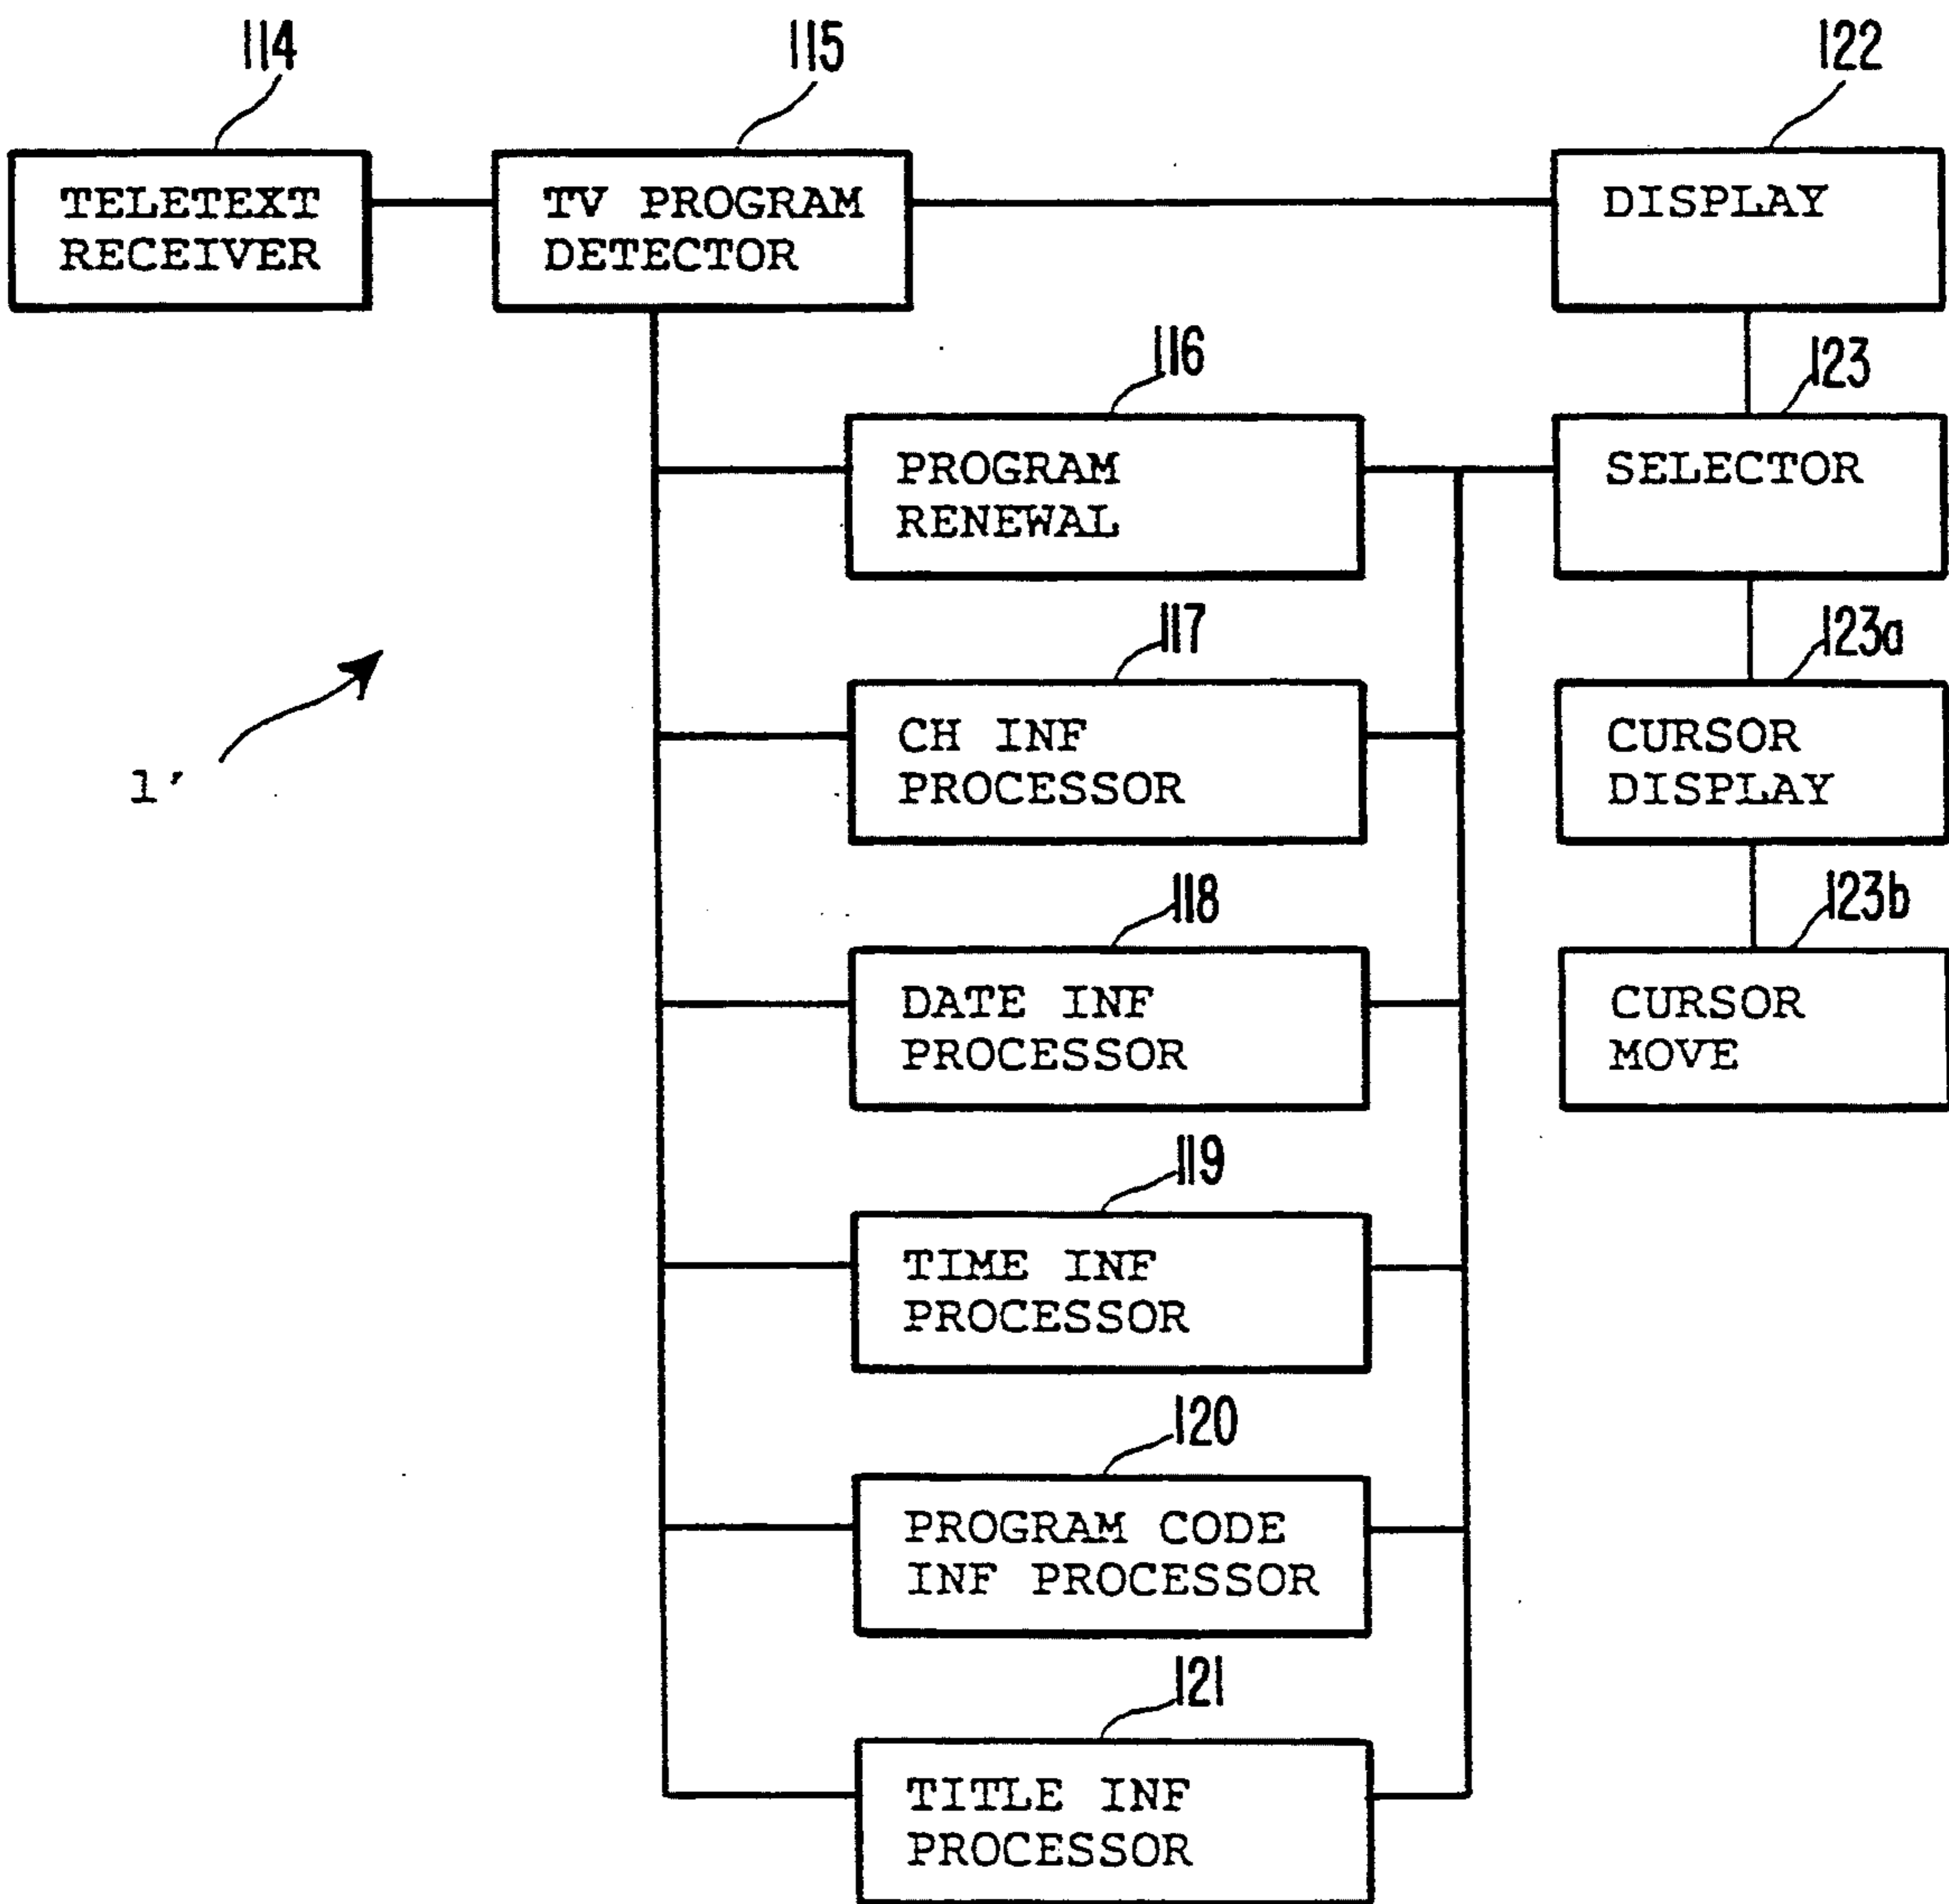 114
115
122
TELETEXT
RECEIVER
TV PROGRAM
DETECTOR
DISPLAY
116
123
PROGRAM
RENEWAL
SELECTOR
117
123a
CH INF
PROCESSOR
CURSOR
DISPLAY
1'
118
123b
DATE INF
PROCESSOR
CURSOR
MOVE
119
TIME INF
PROCESSOR
120
PROGRAM CODE
INF PROCESSOR
121
TITLE INF
PROCESSOR